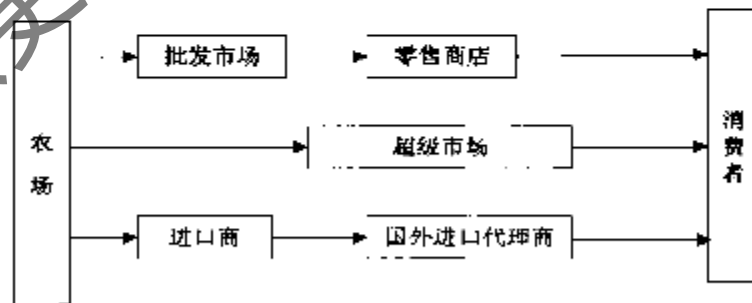 农场
批发市场
零售商店
超级市场
进口商
国外进口代理商
消费者